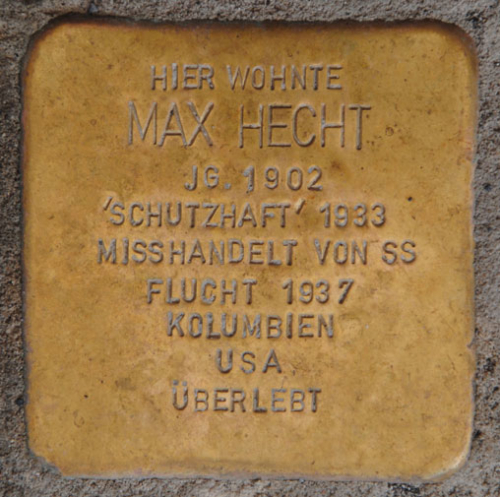 HIER WOHNTE
MAX HECHT
JG. 1902
'SCHUTZHAFT' 1933
MISSHANDELT VON SS
FLUCHT 1937
KOLUMBIEN
USA
ÜBERLEBT